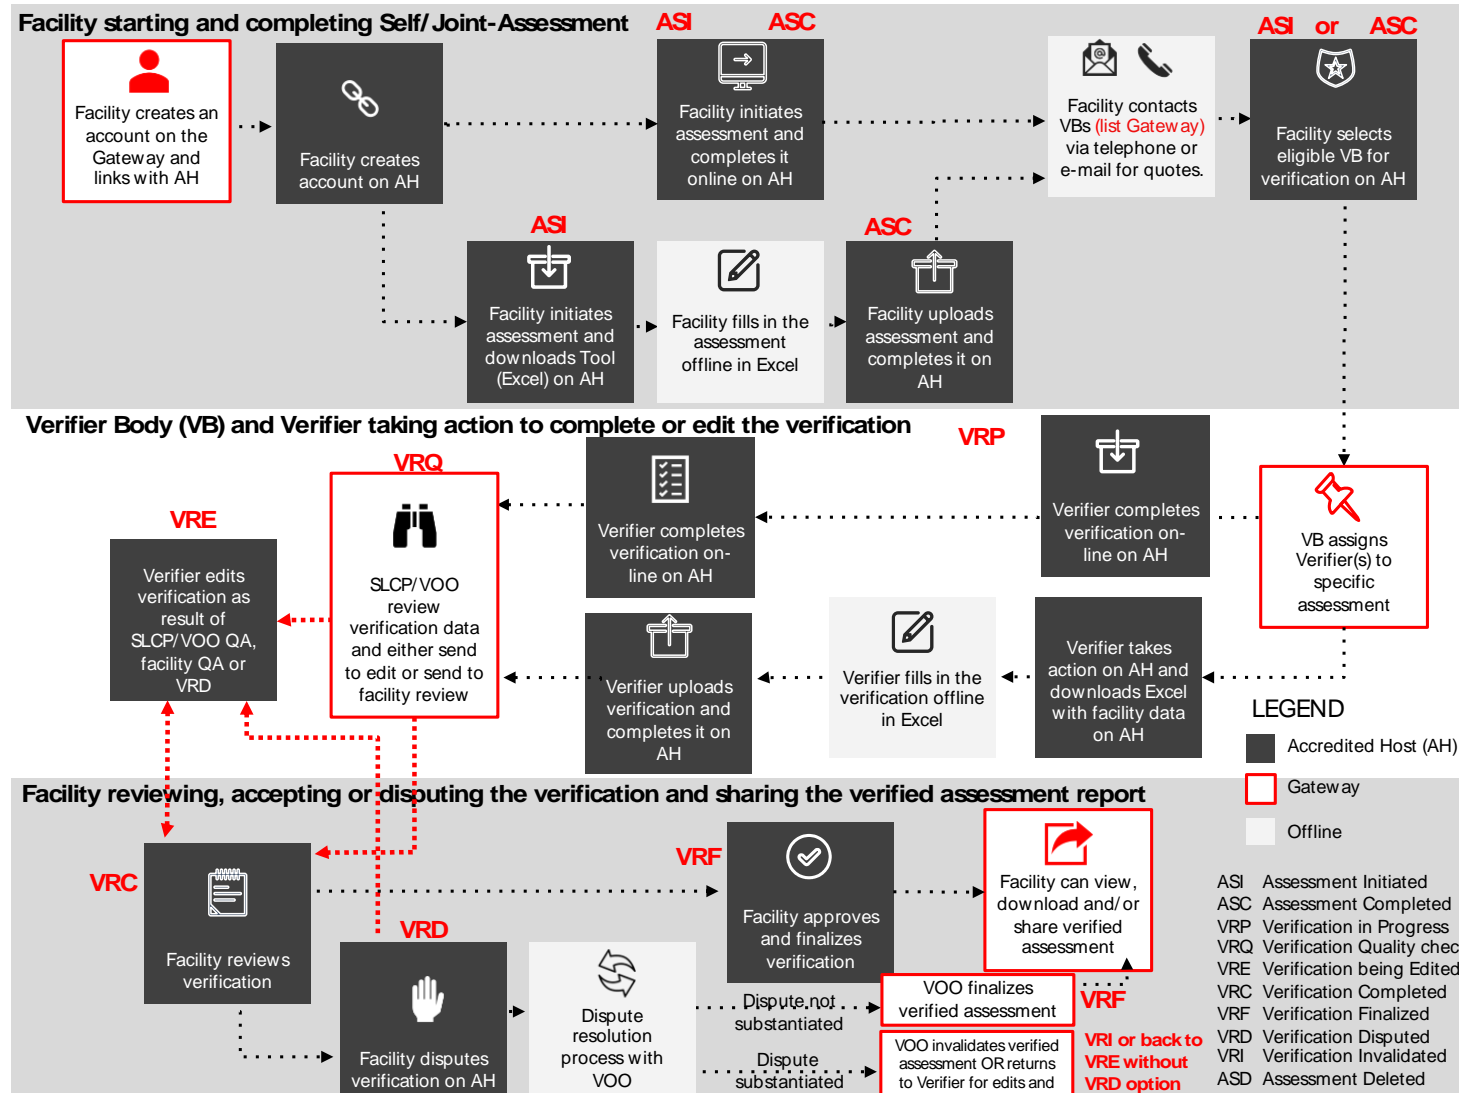 Facility starting and completing Self/Joint-Assessment
ASI
ASC
ASI or ASC
Facility creates an
account on the
Gateway and
links with AH
Facility creates
account on AH
Facility initiates
assessment and
completes it
online on AH
Facility contacts
VBs (list Gateway)
via telephone or
e-mail for quotes.
Facility selects
eligible VB for
verification on AH
ASI
ASC
Facility initiates
assessment and
downloads Tool
(Excel) on AH
Facility fills in the
assessment
offline in Excel
Facility uploads
assessment and
completes it on
AH
Verifier Body (VB) and Verifier taking action to complete or edit the verification
VRP
VRQ
VRE
Verifier completes
verification on-
line on AH
Verifier completes
verification on-
line on AH
VB assigns
Verifier(s) to
specific
assessment
SLCP/VOO
review
verification data
and either send
to edit or send to
facility review
Verifier edits
verification as
result of
SLCP/VOO QA,
facility QA or
VRD
Verifier uploads
verification and
completes it on
AH
Verifier fills in the
verification offline
in Excel
Verifier takes
action on AH and
downloads Excel
with facility data
on AH
LEGEND
Accredited Host (AH)
Gateway
Offline
Facility reviewing, accepting or disputing the verification and sharing the verified assessment report
VRC
VRF
VRD
Facility reviews
verification
Facility approves
and finalizes
verification
Facility can view,
download and/or
share verified
assessment
Facility disputes
verification on AH
Dispute
resolution
process with
VOO
Dispute not
substantiated
VOO finalizes
verified assessment
VRF
Dispute
substantiated
VOO invalidates verified
assessment OR returns
to Verifier for edits and
VRI or back to
VRE without
VRD option
ASI Assessment Initiated
ASC Assessment Completed
VRP Verification in Progress
VRQ Verification Quality chec
VRE Verification being Edited
VRC Verification Completed
VRF Verification Finalized
VRD Verification Disputed
VRI Verification Invalidated
ASD Assessment Deleted